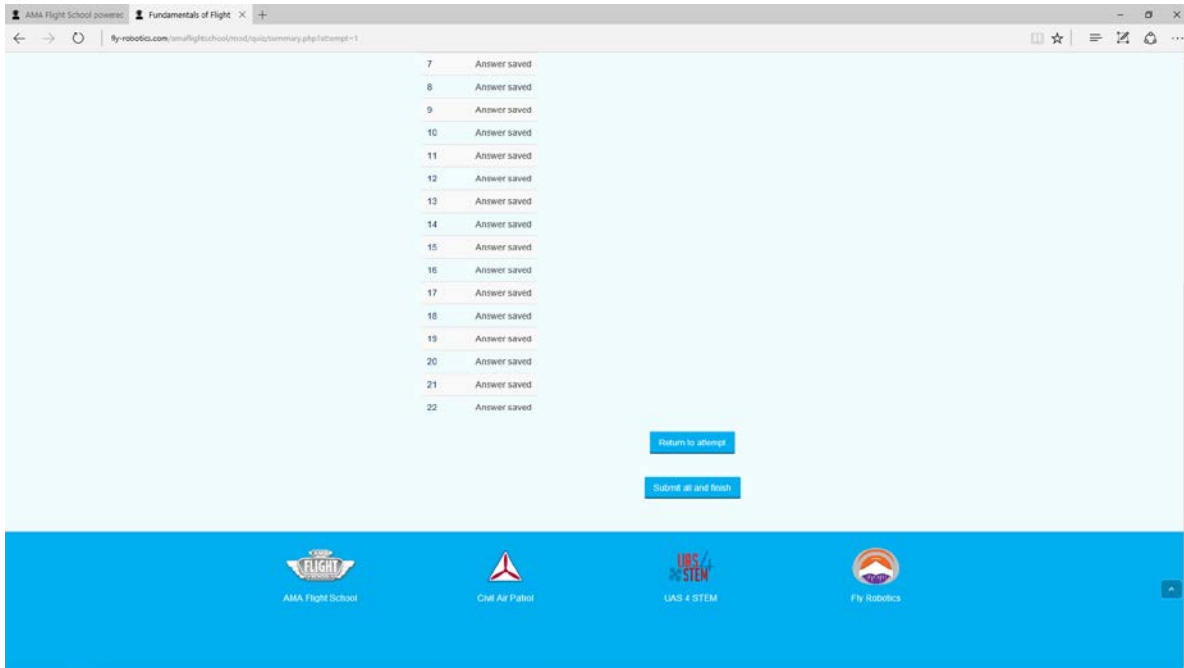 AMA Flight School powerec Fundamentals of Flight
fly-robotics.com/amaflightschool/mod/quiz/summary.php?attempt=1
7 Answer saved
8 Answer saved
9 Answer saved
10 Answer saved
11 Answer saved
12 Answer saved
13 Answer saved
14 Answer saved
15 Answer saved
16 Answer saved
17 Answer saved
18 Answer saved
19 Answer saved
20 Answer saved
21 Answer saved
22 Answer saved
Return to attempt
Submit all and finish
FLIGHT
UAS 4
STEM
AMA Flight School Civil Air Patrol UAS 4 STEM Fly Robotics